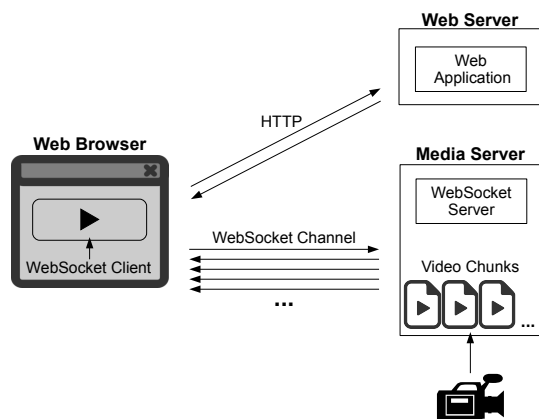 Web Server
Web
Application
HTTP
Web Browser
Media Server
WebSocket
Server
WebSocket Channel
WebSocket Client
Video Chunks
...
...